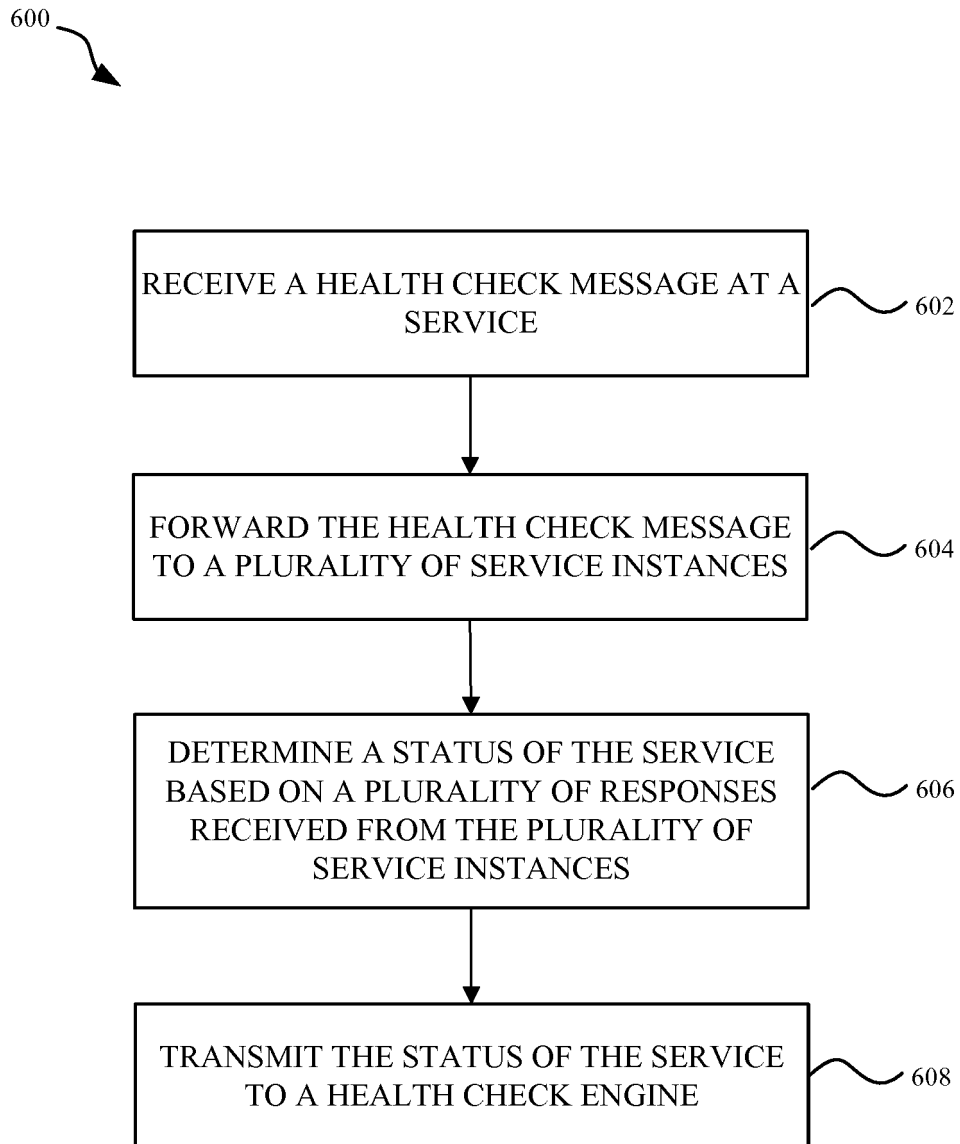 600
RECEIVE A HEALTH CHECK MESSAGE AT A
SERVICE
602
FORWARD THE HEALTH CHECK MESSAGE
TO A PLURALITY OF SERVICE INSTANCES
604
DETERMINE A STATUS OF THE SERVICE
BASED ON A PLURALITY OF RESPONSES
RECEIVED FROM THE PLURALITY OF
SERVICE INSTANCES
606
TRANSMIT THE STATUS OF THE SERVICE
TO A HEALTH CHECK ENGINE
608